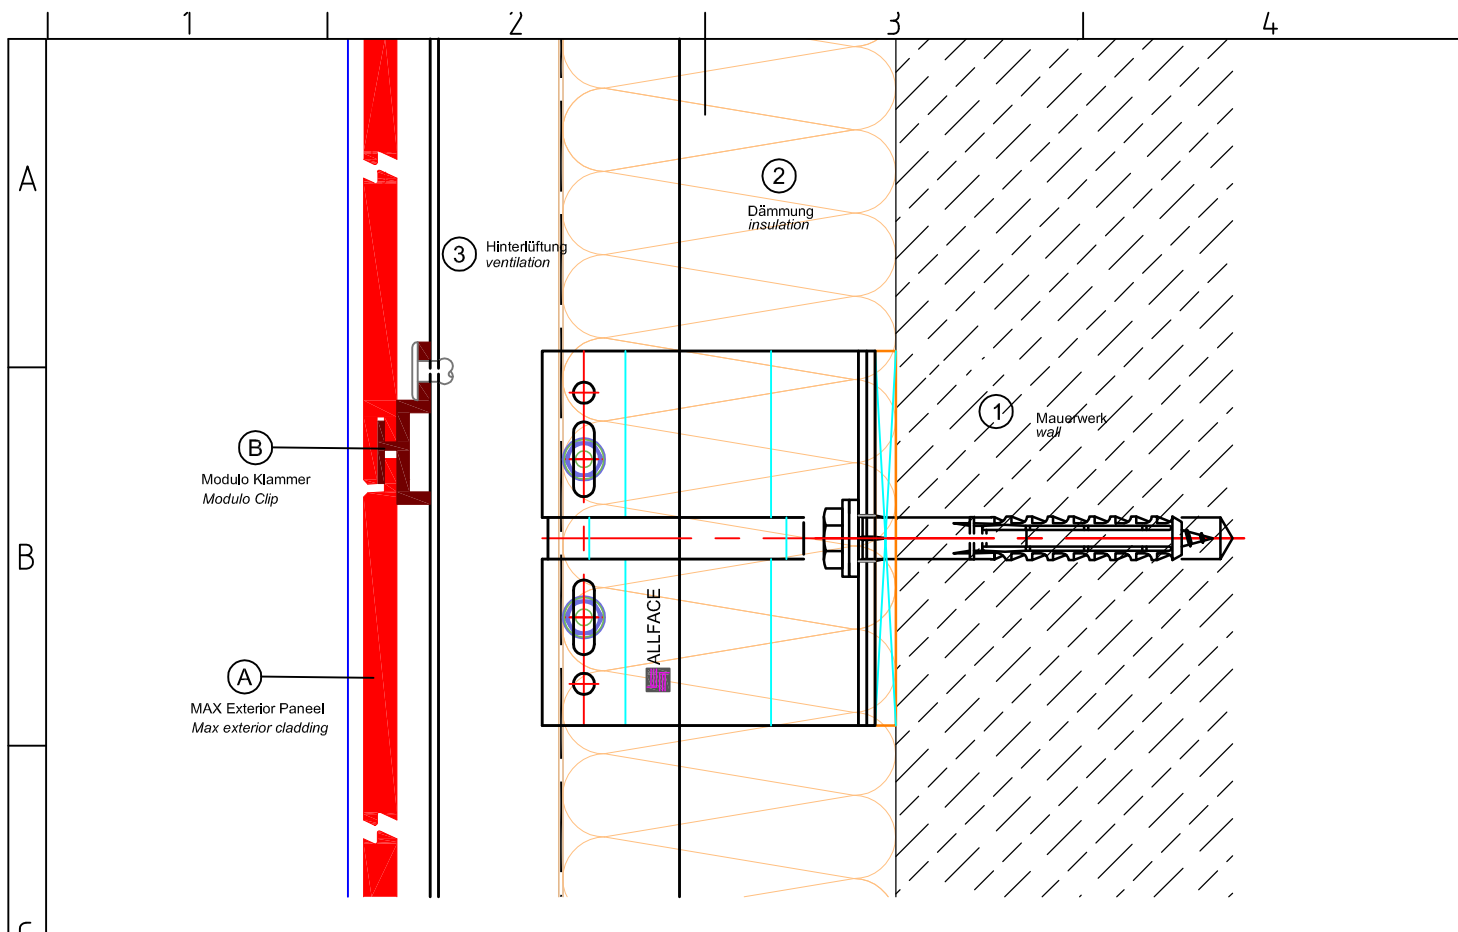 1
2
3
4
A
2
Dämmung
insulation
3
Hinterlüftung
ventilation
1
Mauerwerk
wall
B
Modulo Klammer
Modulo Clip
B
ALLFACE
A
MAX Exterior Paneel
Max exterior cladding